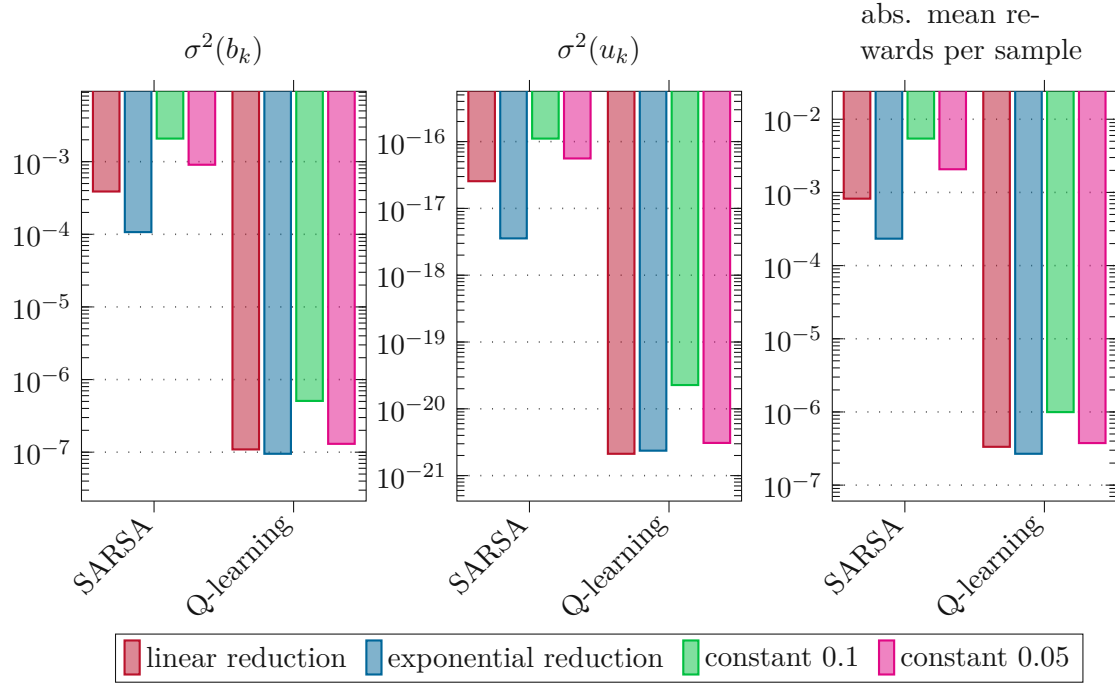 σ²(bₖ)
10⁻³
10⁻⁴
10⁻⁵
10⁻⁶
10⁻⁷
SARSA
Q-learning
σ²(uₖ)
10⁻¹⁶
10⁻¹⁷
10⁻¹⁸
10⁻¹⁹
10⁻²⁰
10⁻²¹
SARSA
Q-learning
abs. mean re-
wards per sample
10⁻²
10⁻³
10⁻⁴
10⁻⁵
10⁻⁶
10⁻⁷
SARSA
Q-learning
linear reduction exponential reduction constant 0.1 constant 0.05